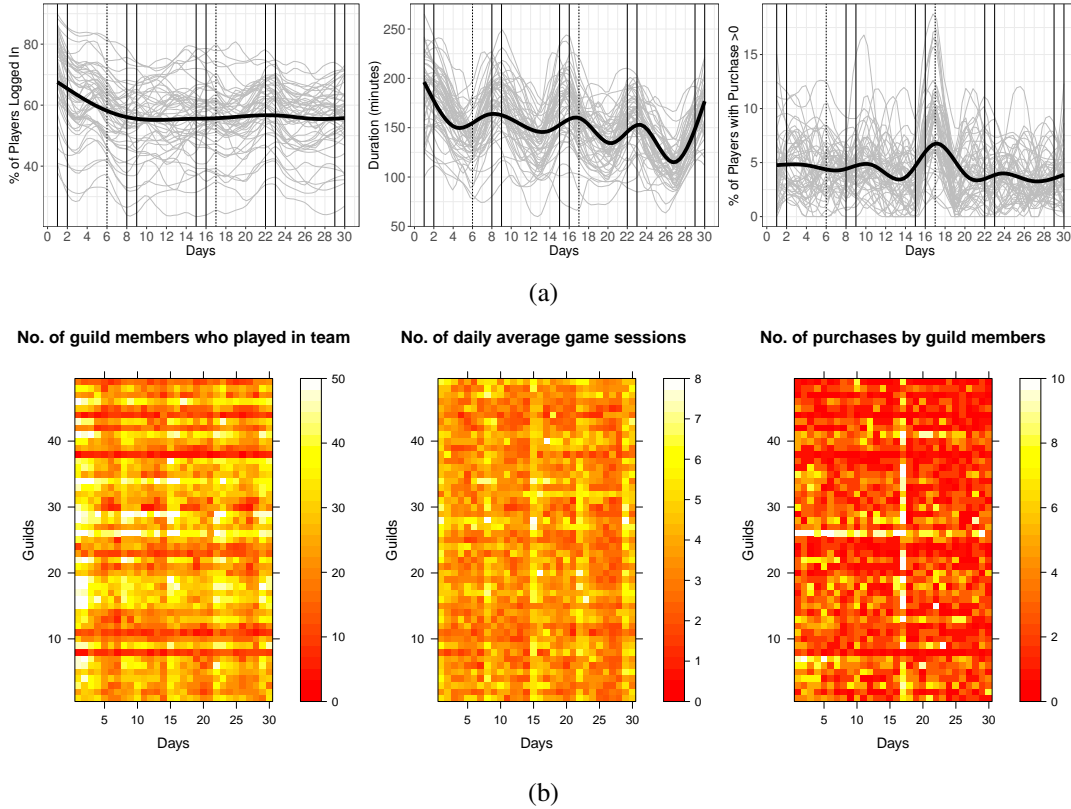 % of Players Logged In
80
60
40
0 2 4 6 8 10 12 14 16 18 20 22 24 26 28 30
Days
Duration (minutes)
250
200
150
100
50
0 2 4 6 8 10 12 14 16 18 20 22 24 26 28 30
Days
% of Players with Purchase >0
15
10
5
0
0 2 4 6 8 10 12 14 16 18 20 22 24 26 28 30
Days
(a)
No. of guild members who played in team
Guilds
40
30
20
10
5 10 15 20 25 30
Days
50
40
30
20
10
0
No. of daily average game sessions
Guilds
40
30
20
10
5 10 15 20 25 30
Days
8
7
6
5
4
3
2
1
0
No. of purchases by guild members
Guilds
40
30
20
10
5 10 15 20 25 30
Days
10
8
6
4
2
0
(b)